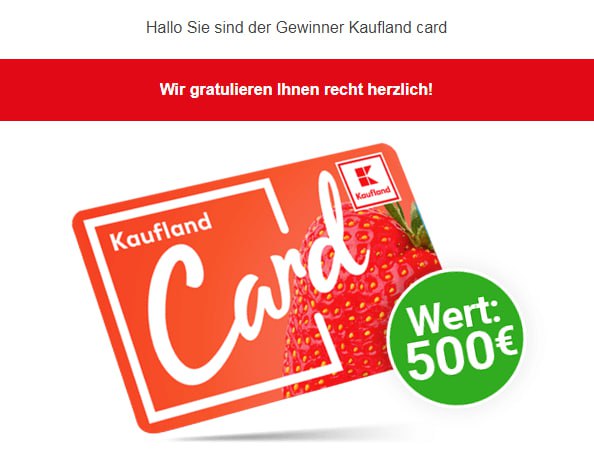 Hallo Sie sind der Gewinner Kaufland card
Wir gratulieren Ihnen recht herzlich!
Kaufland
Kaufland
Card
Wert:
500€